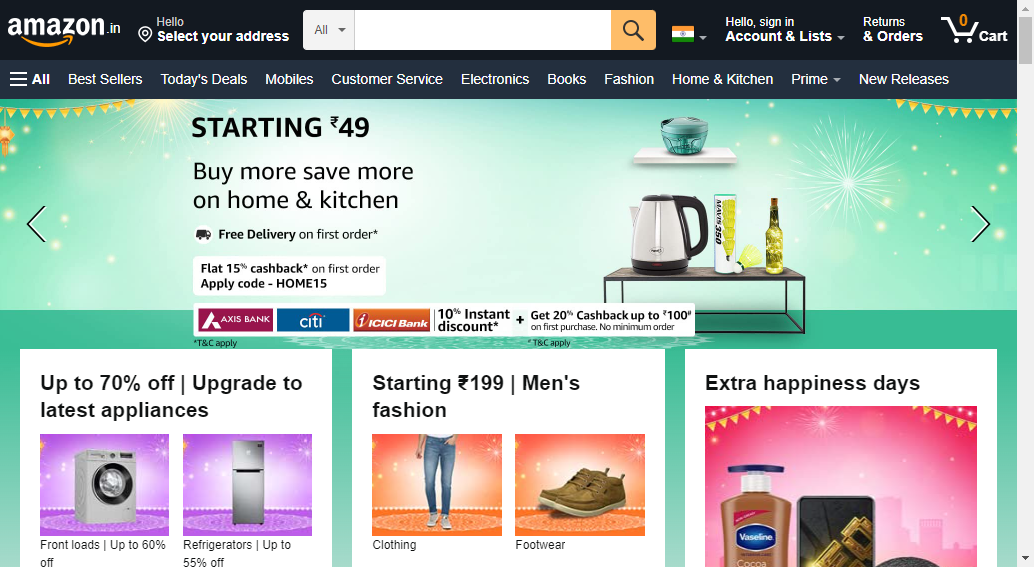 amazon.in
Hello
Select your address
All
Hello, sign in
Account & Lists
Returns
& Orders
0
Cart
All
Best Sellers
Today's Deals
Mobiles
Customer Service
Electronics
Books
Fashion
Home & Kitchen
Prime
New Releases
STARTING ₹49
Buy more save more
on home & kitchen
Free Delivery on first order*
Flat 15% cashback* on first order
Apply code - HOME15
AXIS BANK
citi
ICICI Bank
10% Instant
discount*
+
Get 20% Cashback up to ₹100#
on first purchase. No minimum order
*T&C apply
# T&C apply
MAVIS 350
Up to 70% off | Upgrade to
latest appliances
Front loads | Up to 60%
off
Refrigerators | Up to
55% off
Starting ₹199 | Men's
fashion
Clothing
Footwear
Extra happiness days
Vaseline
Cocoa